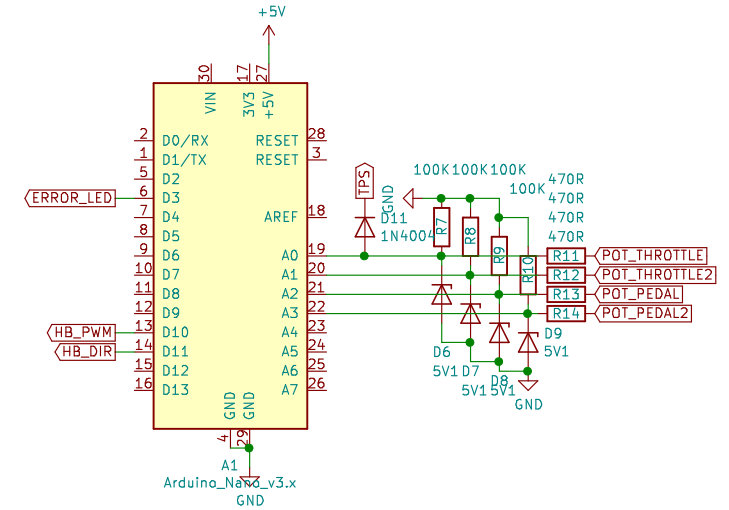 +5V
30
17
27
VIN
3V3
+5V
2
D0/RX
RESET
28
1
D1/TX
RESET
3
5
D2
ERROR_LED
6
D3
7
D4
AREF
18
8
D5
9
D6
A0
19
10
D7
A1
20
11
D8
A2
21
12
D9
A3
22
HB_PWM
13
D10
A4
23
HB_DIR
14
D11
A5
24
15
D12
A6
25
16
D13
A7
26
GND
GND
4
29
A1
Arduino_Nano_v3.x
GND
TPS
GND
D11
1N4004
100K
100K
100K
100K
R7
R8
R9
R10
470R
470R
470R
470R
R11
POT_THROTTLE
R12
POT_THROTTLE2
R13
POT_PEDAL
R14
POT_PEDAL2
D6
5V1
D7
5V1
D8
5V1
D9
5V1
GND